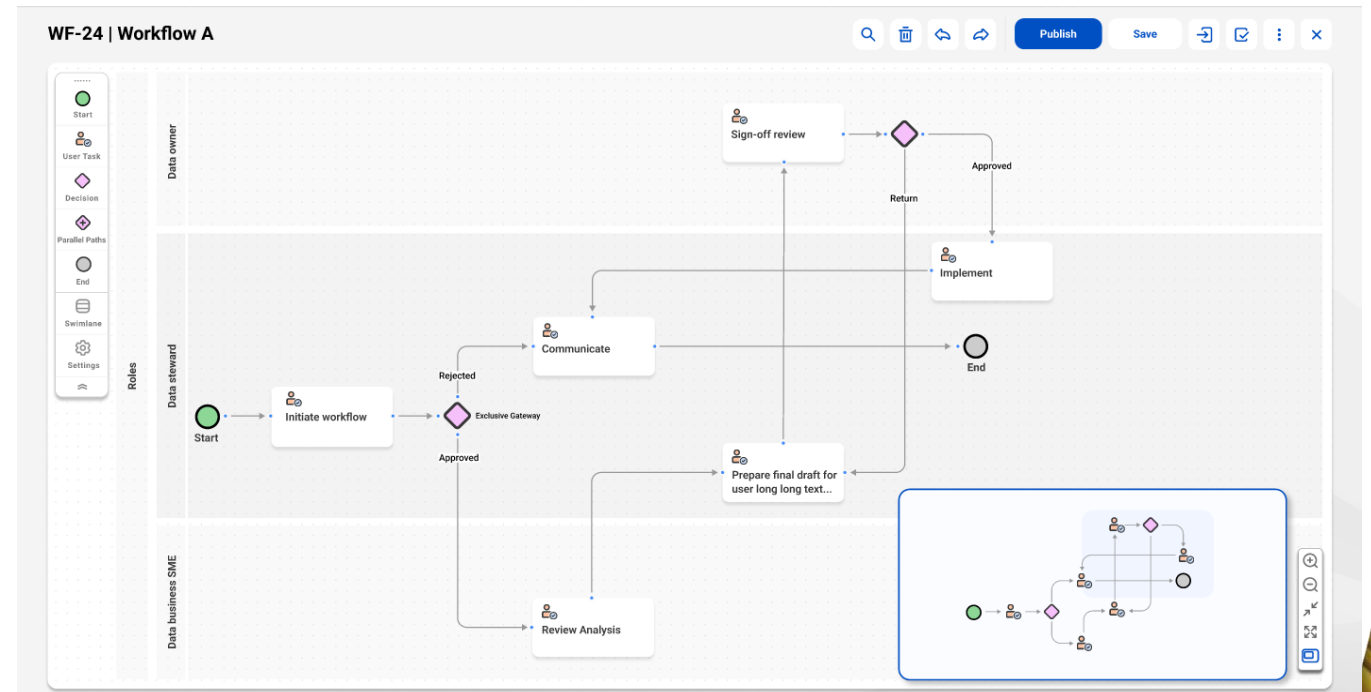 WF-24 | Workflow A
Publish
Save
Start
User Task
Decision
Parallel Paths
End
Swimlane
Settings
Roles
Data owner
Sign-off review
Approved
Return
Data steward
Implement
Communicate
End
Rejected
Start
Initiate workflow
Exclusive Gateway
Approved
Prepare final draft for
user long long text...
Data business SME
Review Analysis